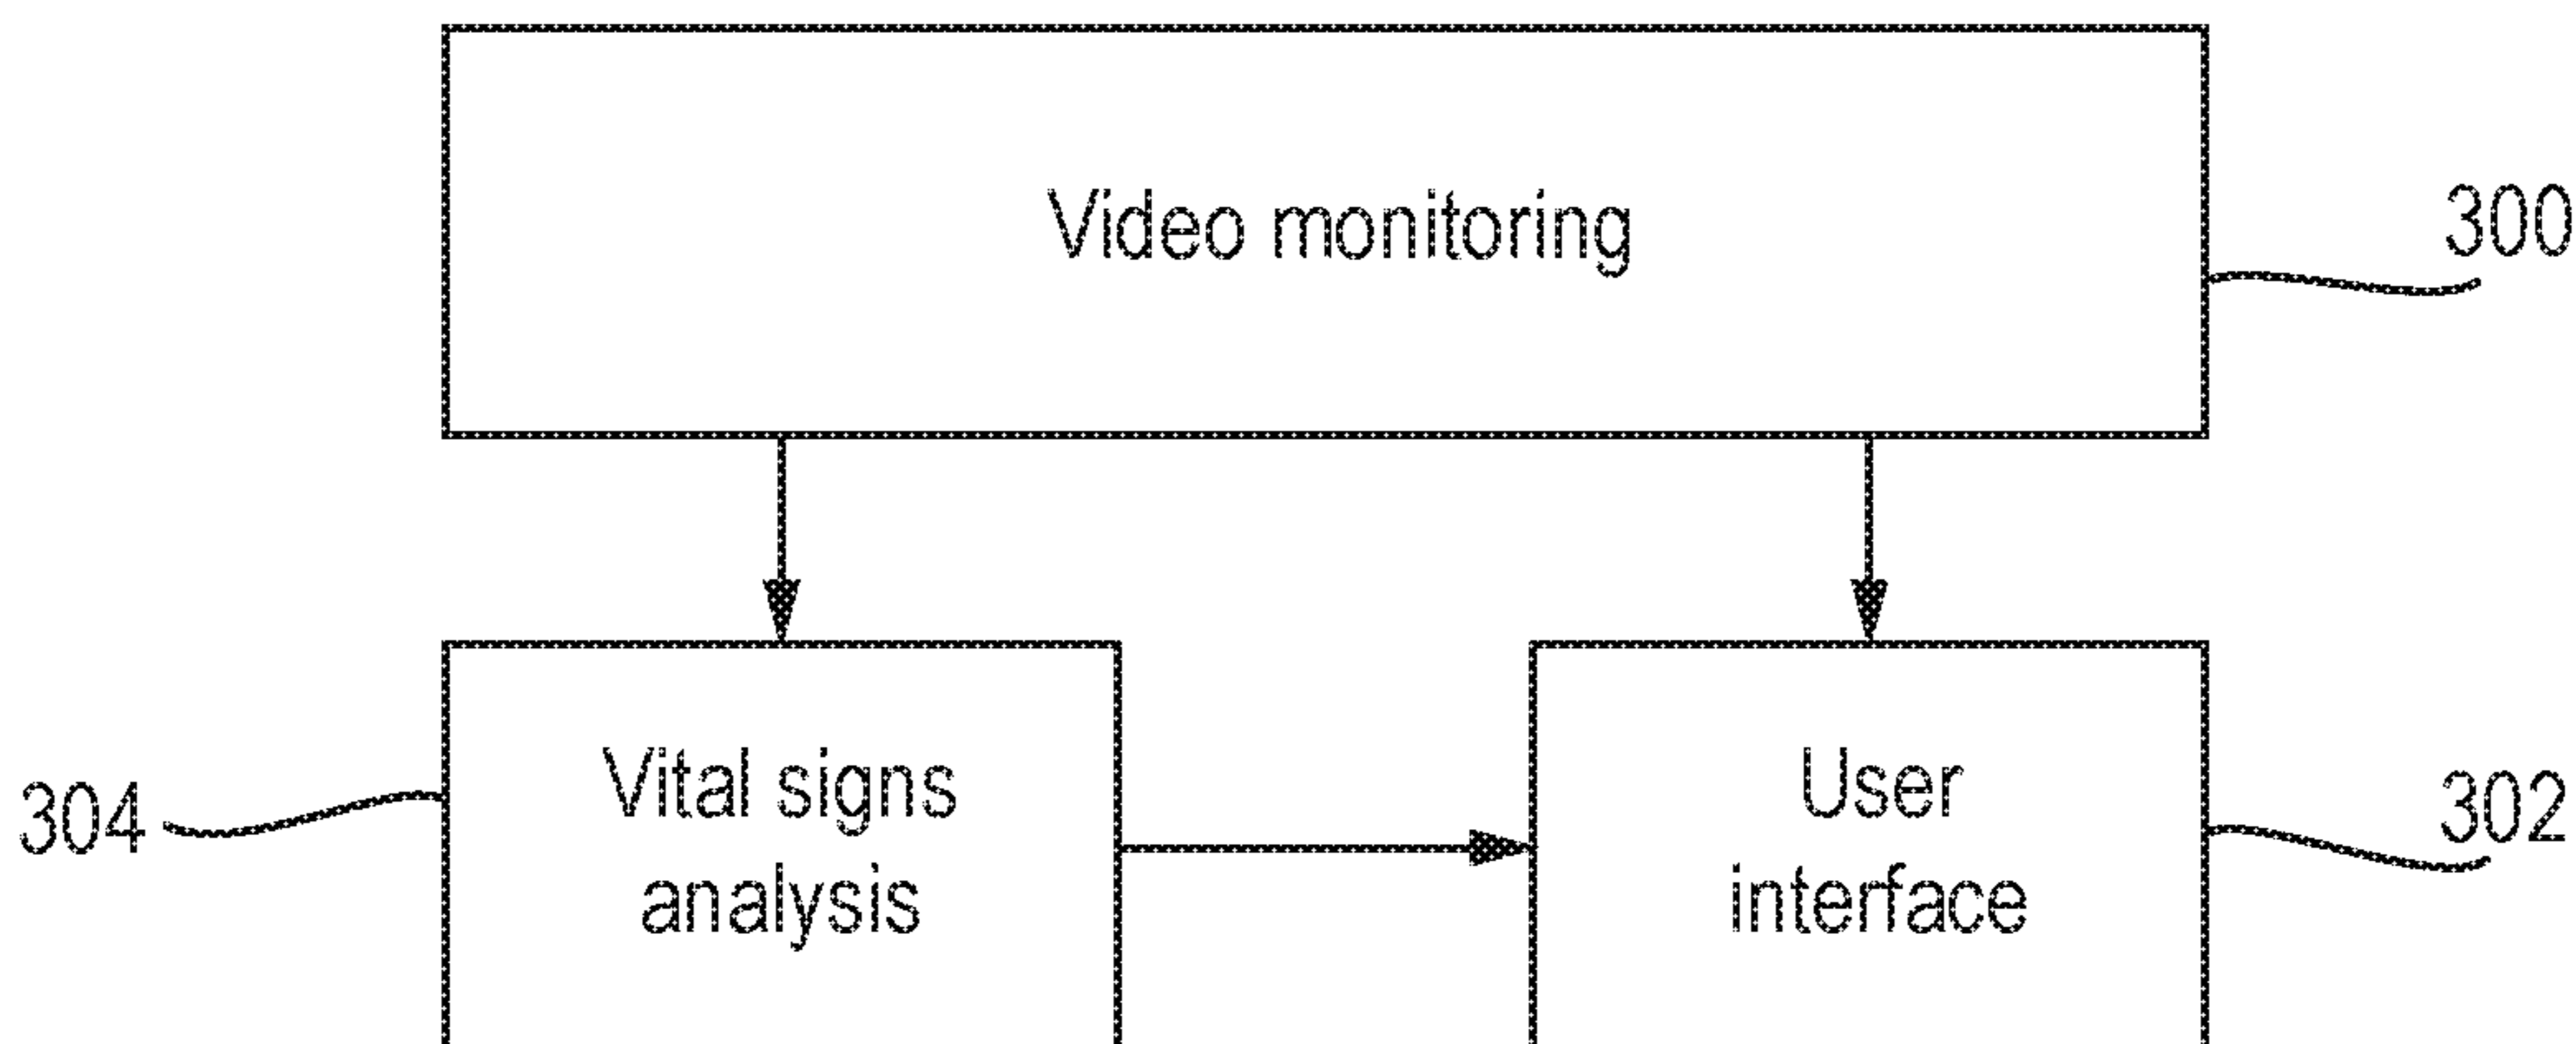 Video monitoring
300
Vital signs
analysis
304
User
interface
302